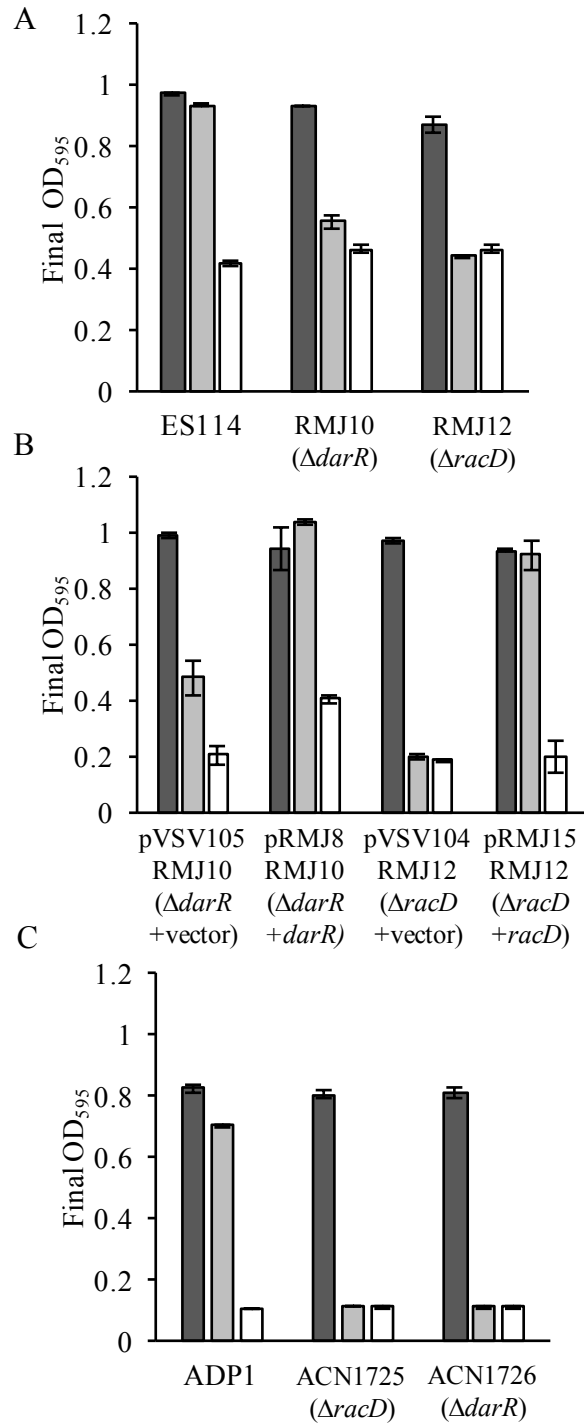 A
1.2
1
0.8
0.6
0.4
0.2
0
Final OD595
ES114
RMJ10
(ΔdarR)
RMJ12
(ΔracD)
B
1.2
1
0.8
0.6
0.4
0.2
0
Final OD595
pVSV105
RMJ10
(ΔdarR
+vector)
pRMJ8
RMJ10
(ΔdarR
+darR)
pVSV104
RMJ12
(ΔracD
+vector)
pRMJ15
RMJ12
(ΔracD
+racD)
C
1.2
1
0.8
0.6
0.4
0.2
0
Final OD595
ADP1
ACN1725
(ΔracD)
ACN1726
(ΔdarR)